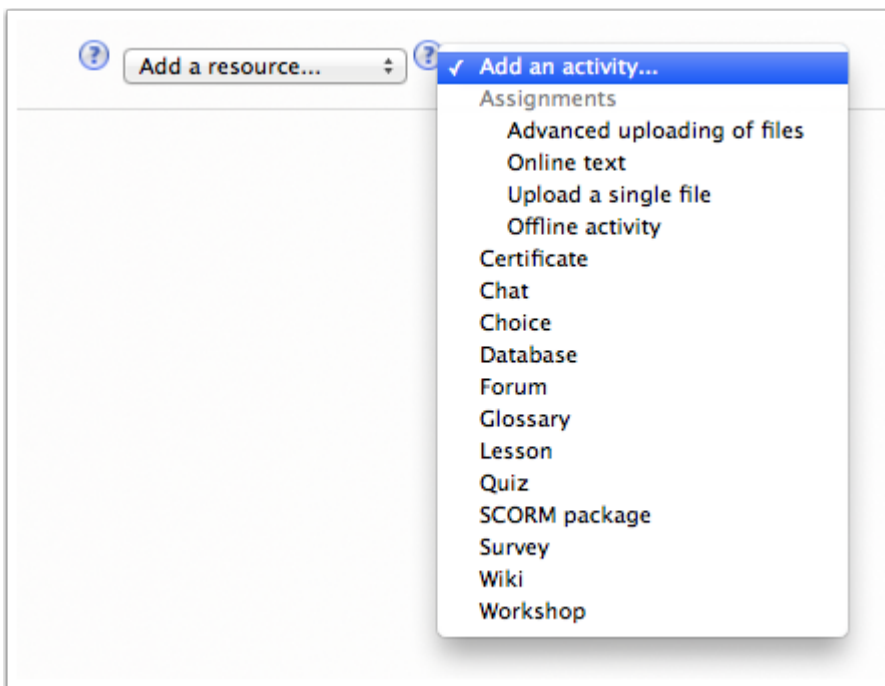 ? Add a resource... ? ✓ Add an activity...
Assignments
Advanced uploading of files
Online text
Upload a single file
Offline activity
Certificate
Chat
Choice
Database
Forum
Glossary
Lesson
Quiz
SCORM package
Survey
Wiki
Workshop